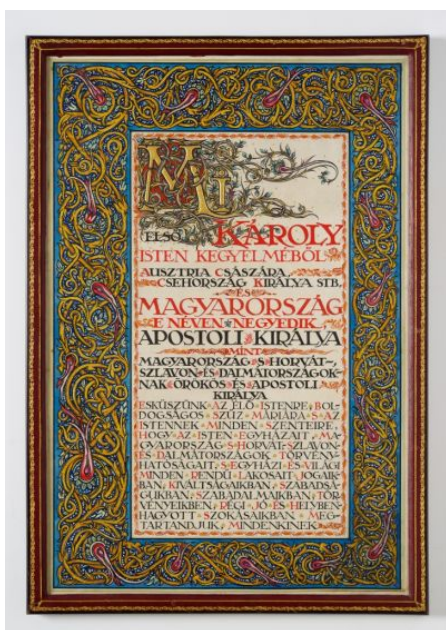 MI
ELSŐ KÁROLY
ISTEN KEGYELMÉBŐL
AUSZTRIA CSÁSZÁRA,
CSEHORSZÁG KIRÁLYA STB.
ÉS
MAGYARORSZÁG
E NÉVEN NEGYEDIK
APOSTOLI KIRÁLYA
MINT
MAGYARORSZÁG S HORVÁT-
SZLAVON ÉS DALMÁTORSZÁGOK-
NAK ÖRÖKÖS ÉS APOSTOLI
KIRÁLYA
ESKÜSZÜNK AZ ÉLŐ ISTENRE, BOL-
DOGSÁGOS SZŰZ MÁRIÁRA S AZ
ISTENNEK MINDEN SZENTEIRE,
HOGY AZ ISTEN EGYHÁZAIT, MA-
GYARORSZÁG S HORVÁT-SZLAVON
ÉS DALMÁTORSZÁGOK TÖRVÉNY-
HATÓSÁGAIT S EGYHÁZI ÉS VILÁGI
MINDEN RENDŰ LAKOSAIT JOGAIK-
BAN, KIVÁLTSÁGAIKBAN, SZABADSÁ-
GUKBAN, SZABADALMAIKBAN, TÖR-
VÉNYEIKBEN, RÉGI JÓ ÉS HELYBEN-
HAGYOTT SZOKÁSAIKBAN MEG-
TARTANDJUK, MINDENKINEK